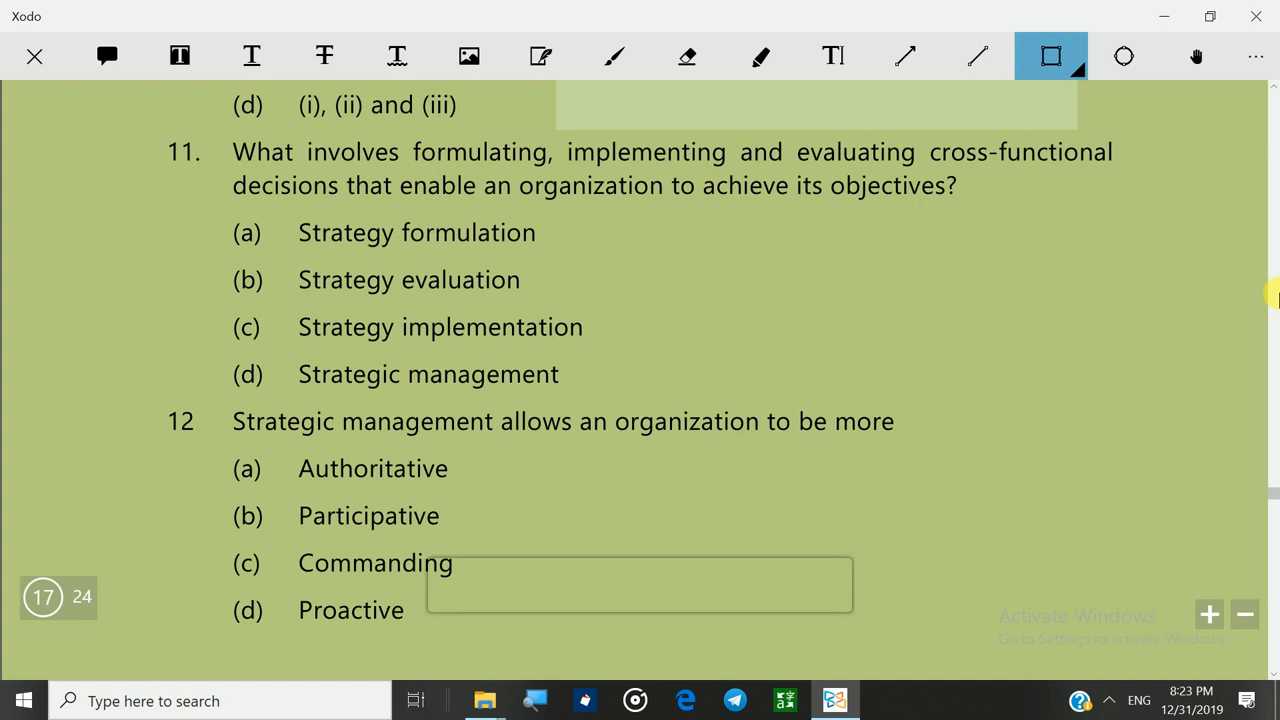 Xodo
(d) (i), (ii) and (iii)
11. What involves formulating, implementing and evaluating cross-functional
decisions that enable an organization to achieve its objectives?
(a) Strategy formulation
(b) Strategy evaluation
(c) Strategy implementation
(d) Strategic management
12 Strategic management allows an organization to be more
(a) Authoritative
(b) Participative
(c) Commanding
(d) Proactive
17 24
Activate Windows
Go to Settings to activate Windows.
Type here to search
ENG
8:23 PM
12/31/2019